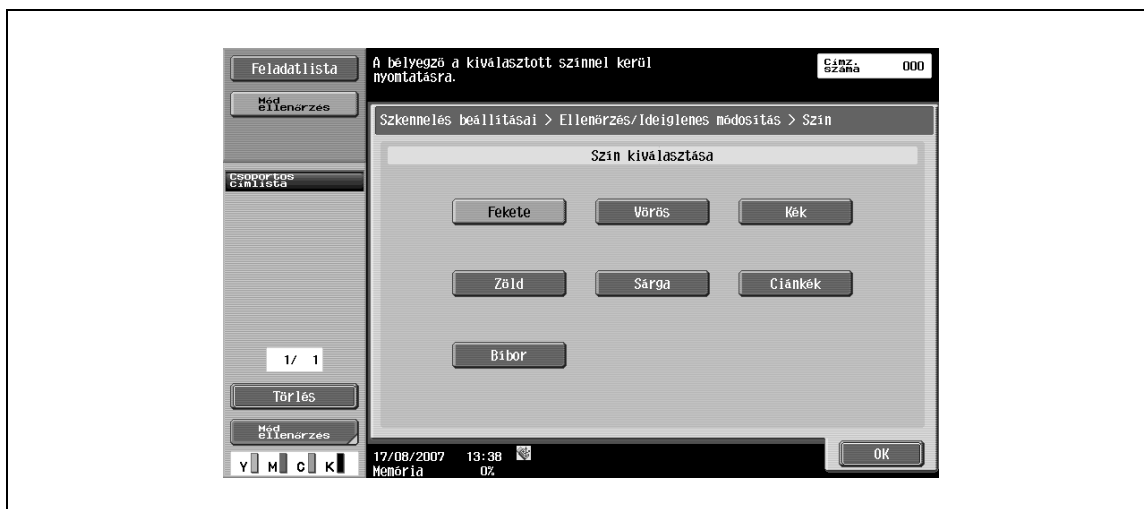 Feladatlista
Mód
ellenőrzés
A bélyegző a kiválasztott színnel kerül
nyomtatásra.
Címz.
száma
000
Szkennelés beállításai > Ellenőrzés/Ideiglenes módosítás > Szín
Szín kiválasztása
Csoportos
címlista
Fekete
Vörös
Kék
Zöld
Sárga
Ciánkék
Bíbor
1/ 1
Törlés
Mód
ellenőrzés
Y M C K
17/08/2007 13:38
Memória 0%
OK